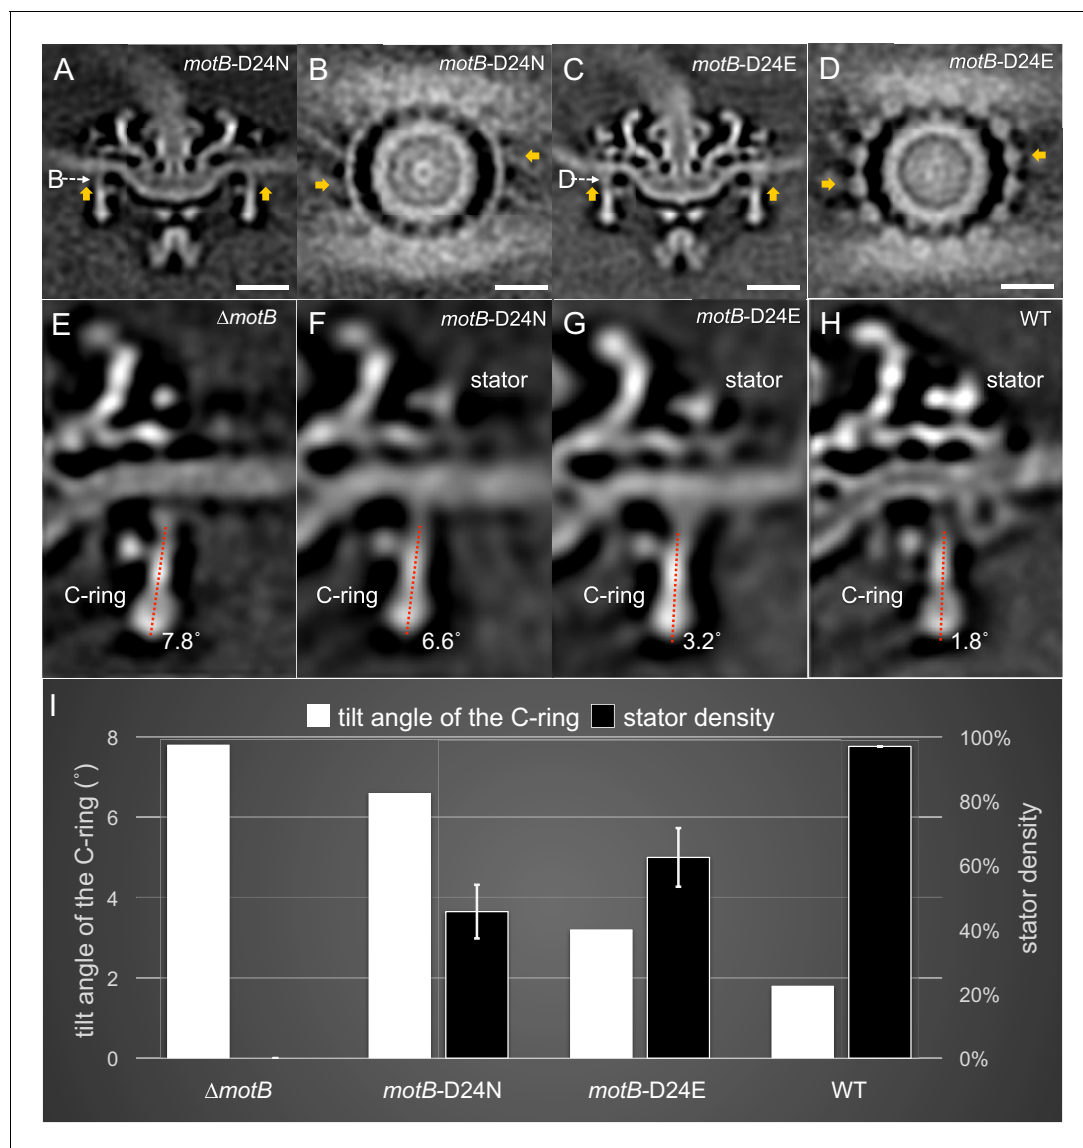 A motB-D24N B motB-D24N C motB-D24E D motB-D24E
B D
E ΔmotB F motB-D24N G motB-D24E H WT
stator stator stator
C-ring C-ring C-ring C-ring
7.8° 6.6° 3.2° 1.8°
I
tilt angle of the C-ring stator density
8 100%
80%
6
60%
4
40%
2
20%
0 0%
tilt angle of the C-ring (°)
stator density
ΔmotB motB-D24N motB-D24E WT